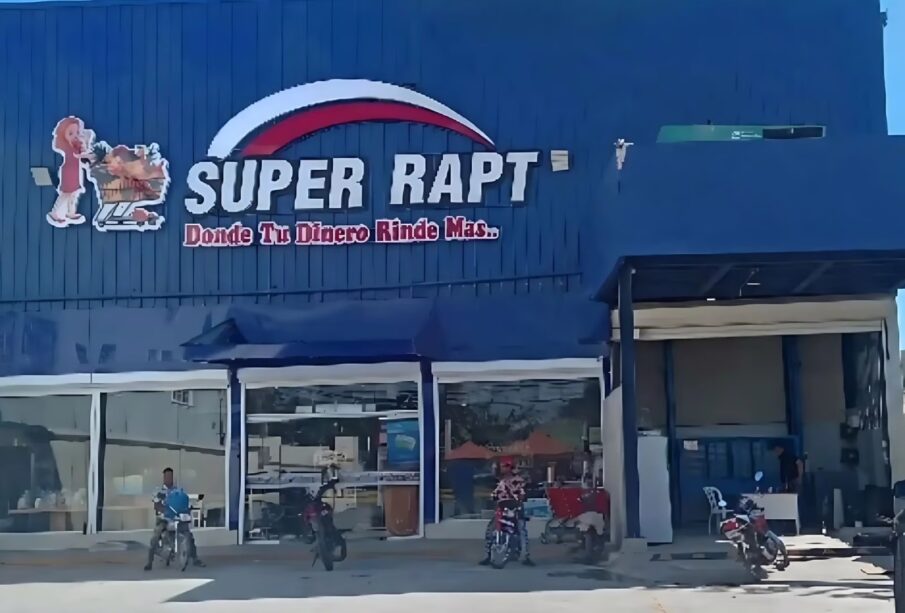 SUPER RAPT
Donde Tu Dinero Rinde Mas..